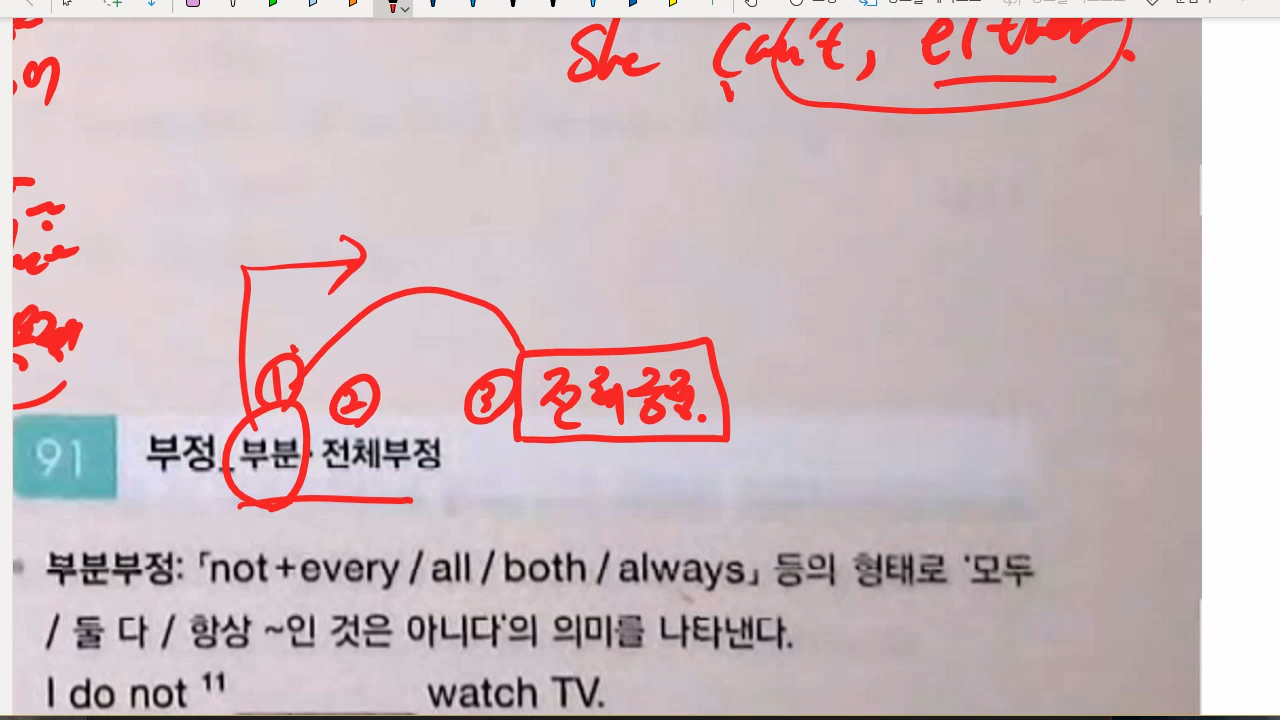 She can't, either.
① ② ③ 전체긍정.
91 부정_부분·전체부정
부분부정: 「not+every / all / both / always」 등의 형태로 '모두
/ 둘 다 / 항상 ~인 것은 아니다'의 의미를 나타낸다.
I do not 11 ________ watch TV.